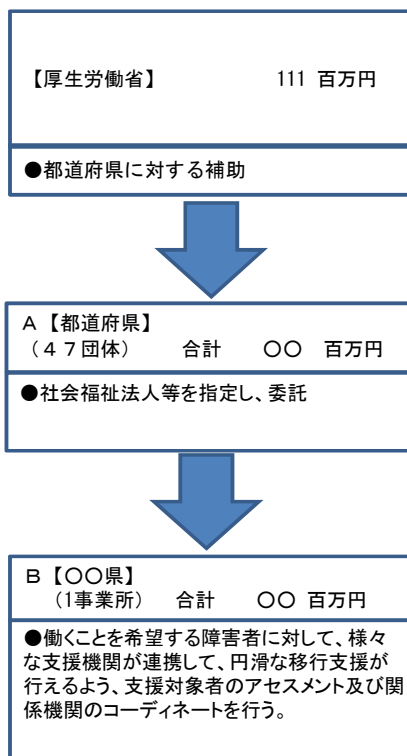 【厚生労働省】 111 百万円
●都道府県に対する補助
A 【都道府県】
（４７団体） 合計 〇〇 百万円
●社会福祉法人等を指定し、委託
B 【〇〇県】
（1事業所） 合計 〇〇 百万円
●働くことを希望する障害者に対して、様々
な支援機関が連携して、円滑な移行支援が
行えるよう、支援対象者のアセスメント及び関
係機関のコーディネートを行う。